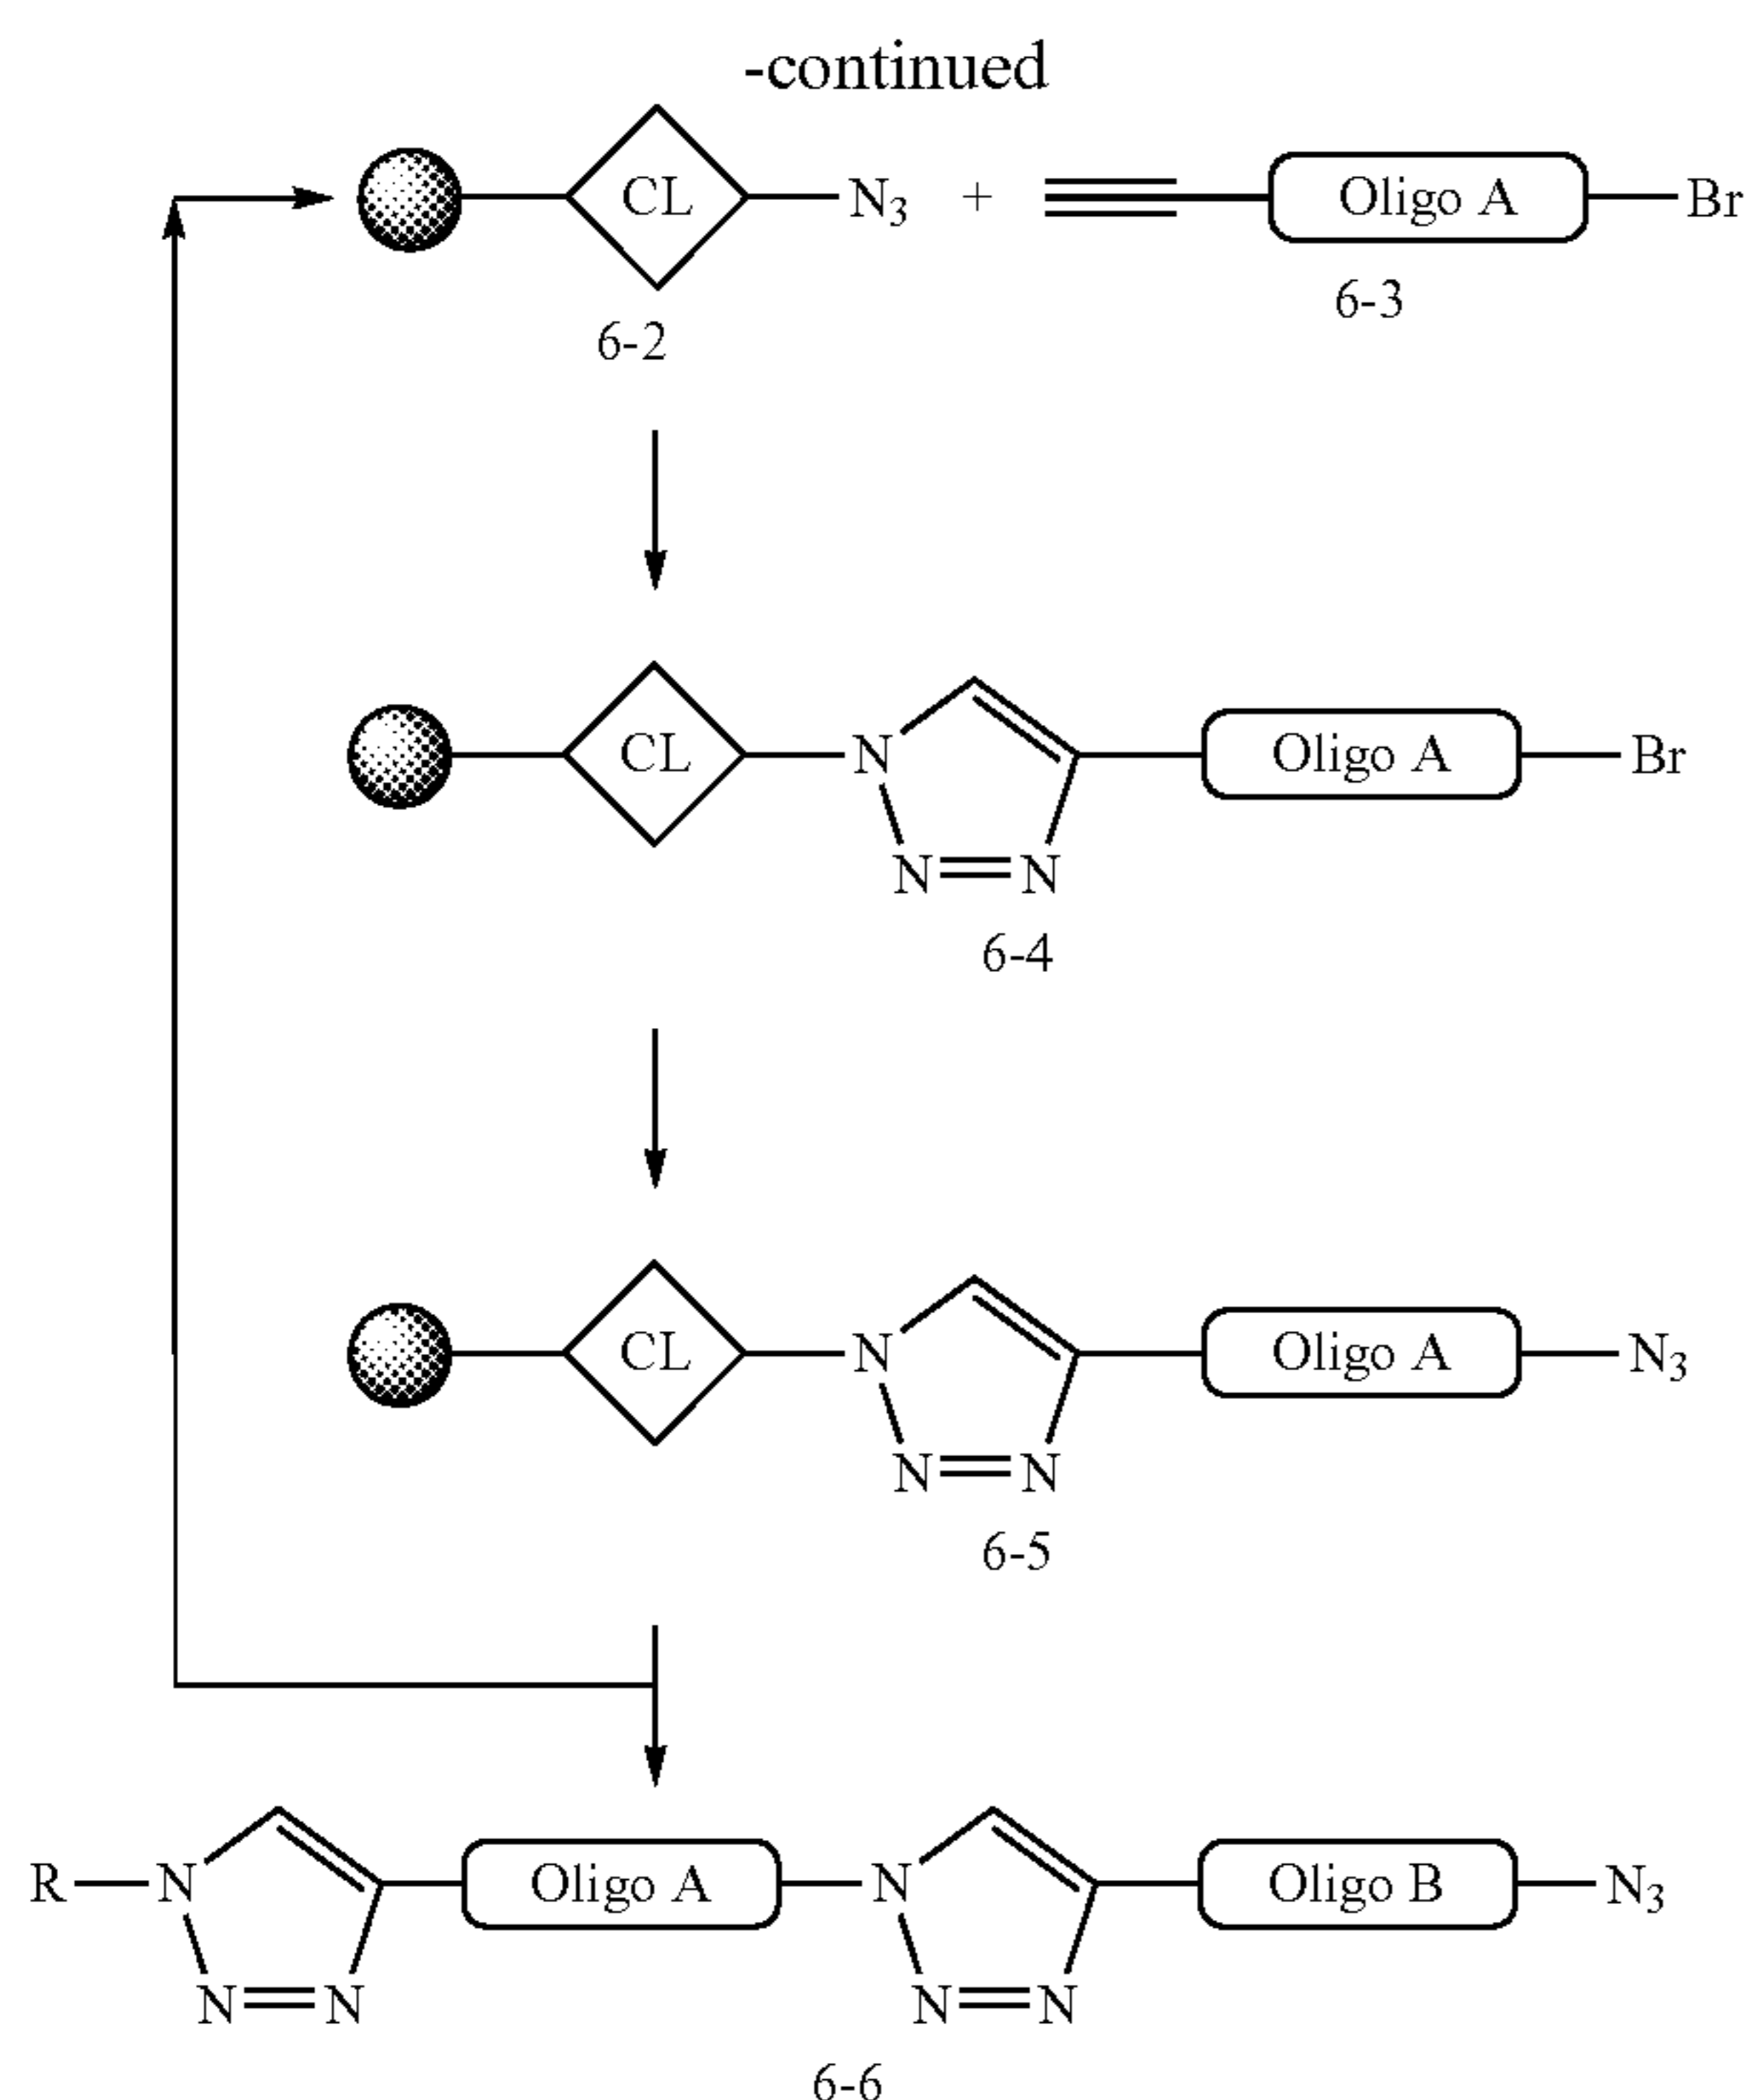 -continued
CL N3 + Oligo A Br
6-3
6-2
CL N Oligo A Br
N N
6-4
CL N Oligo A N3
N N
6-5
R N Oligo A N Oligo B N3
N N N N
6-6